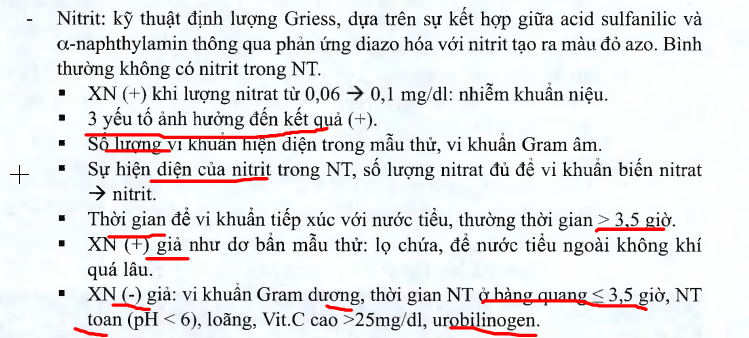 - Nitrit: kỹ thuật định lượng Griess, dựa trên sự kết hợp giữa acid sulfanilic và
α-naphthylamin thông qua phản ứng diazo hóa với nitrit tạo ra màu đỏ azo. Bình
thường không có nitrit trong NT.
▪ XN (+) khi lượng nitrat từ 0,06 → 0,1 mg/dl: nhiễm khuẩn niệu.
▪ 3 yếu tố ảnh hưởng đến kết quả (+).
▪ Số lượng vi khuẩn hiện diện trong mẫu thử, vi khuẩn Gram âm.
▪ Sự hiện diện của nitrit trong NT, số lượng nitrat đủ để vi khuẩn biến nitrat
→ nitrit.
▪ Thời gian để vi khuẩn tiếp xúc với nước tiểu, thường thời gian > 3,5 giờ.
▪ XN (+) giả như dơ bẩn mẫu thử: lọ chứa, để nước tiểu ngoài không khí
quá lâu.
▪ XN (-) giả: vi khuẩn Gram dương, thời gian NT ở bàng quang ≤ 3,5 giờ, NT
toan (pH < 6), loãng, Vit.C cao >25mg/dl, urobilinogen.